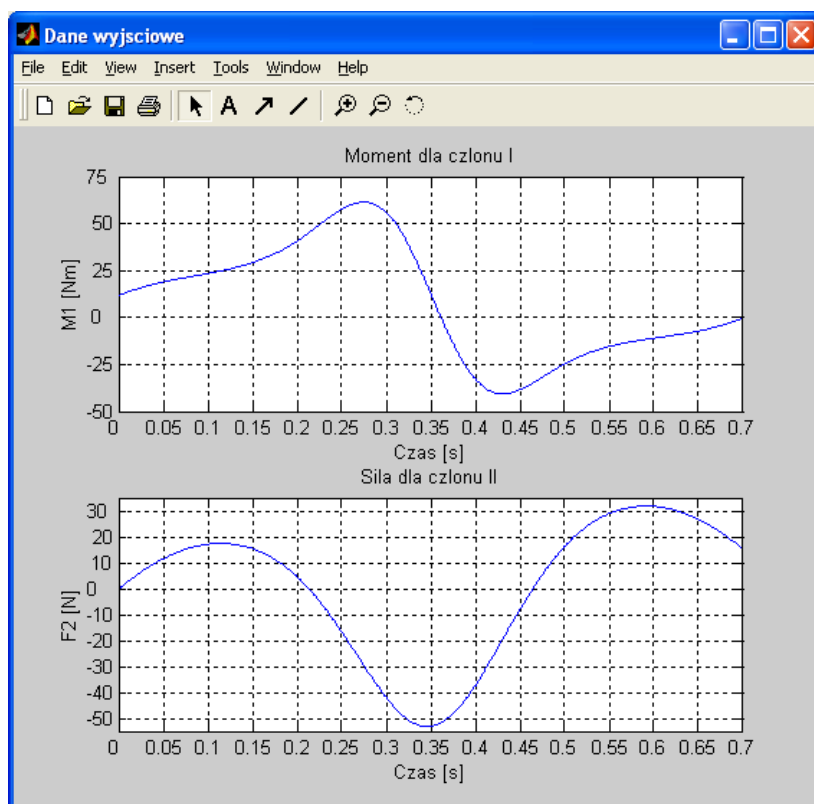 Dane wyjsciowe
File Edit View Insert Tools Window Help
A
Moment dla czlonu I
75
50
25
0
-25
-50
M1 [Nm]
0 0.05 0.1 0.15 0.2 0.25 0.3 0.35 0.4 0.45 0.5 0.55 0.6 0.65 0.7
Czas [s]
Sila dla czlonu II
30
20
10
0
-10
-20
-30
-40
-50
F2 [N]
0 0.05 0.1 0.15 0.2 0.25 0.3 0.35 0.4 0.45 0.5 0.55 0.6 0.65 0.7
Czas [s]